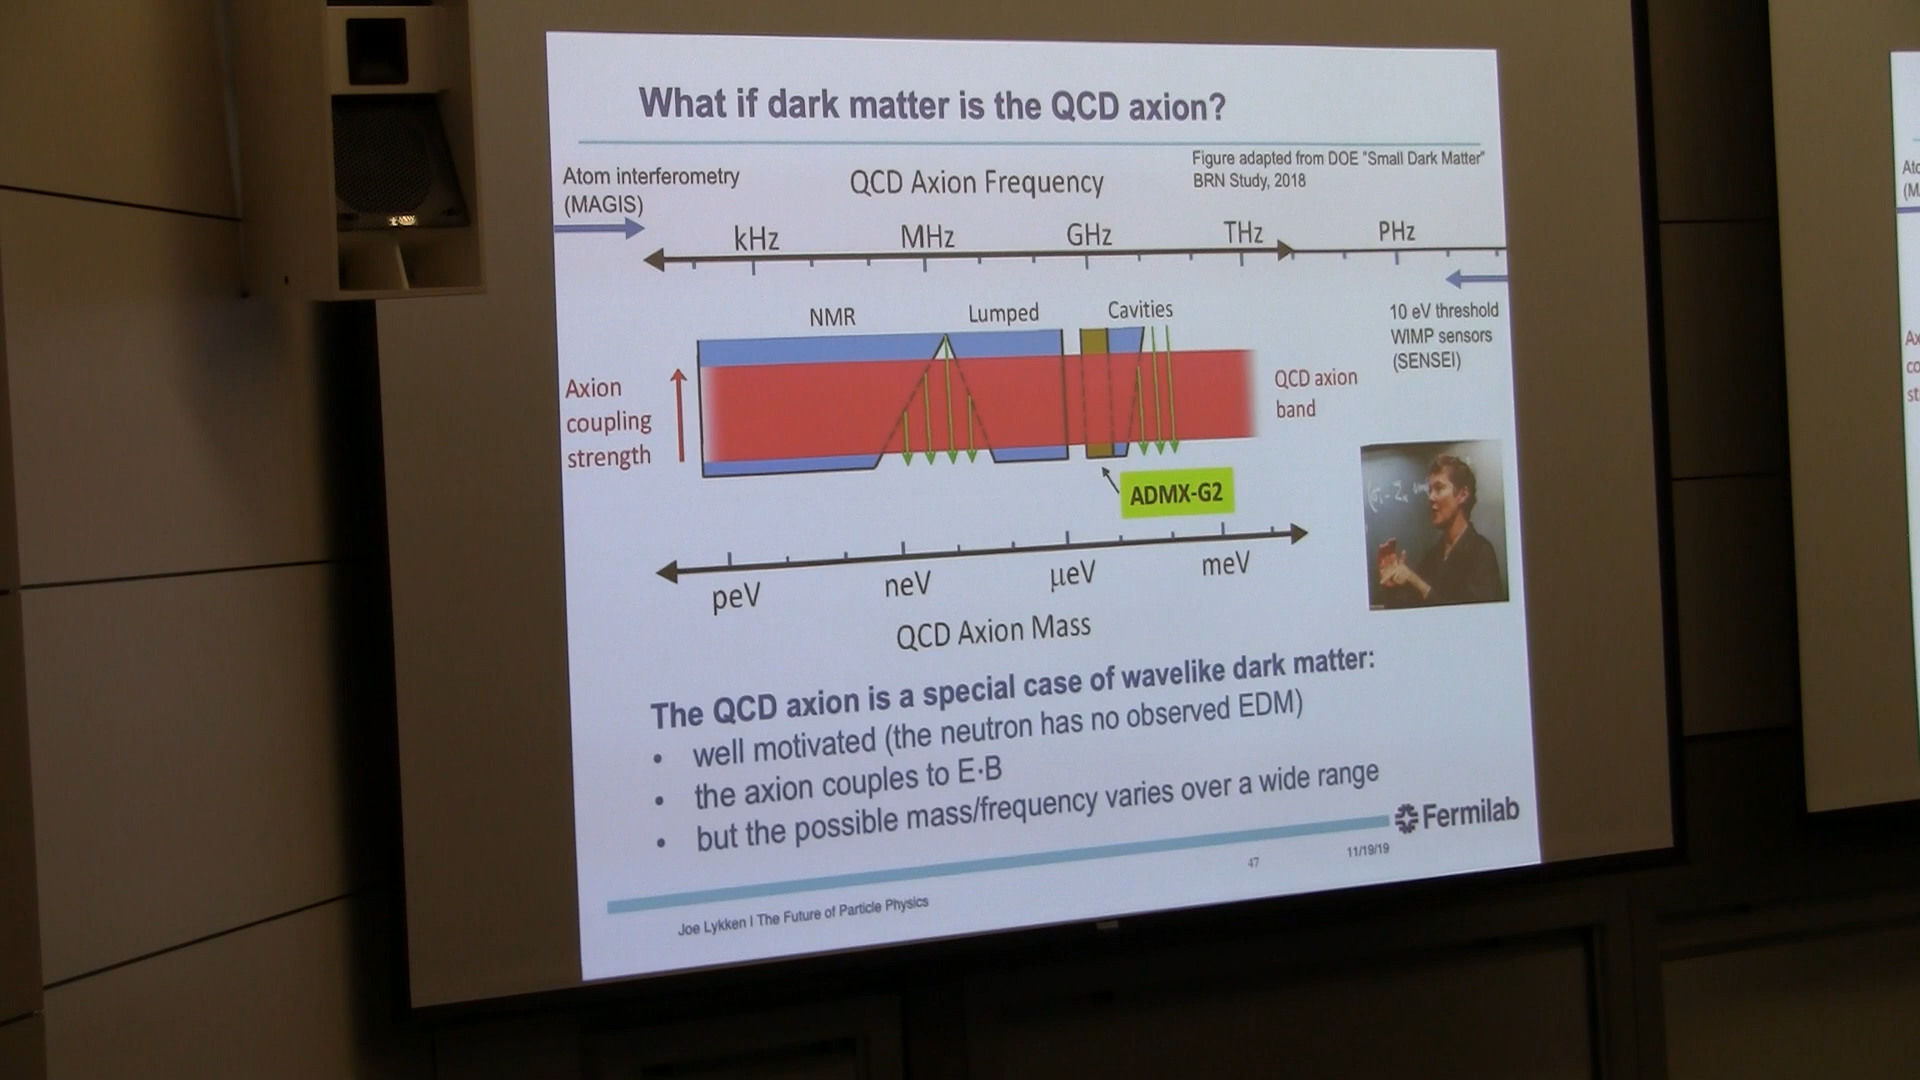 What if dark matter is the QCD axion?
Figure adapted from DOE "Small Dark Matter"
BRN Study, 2018
Atom interferometry
(MAGIS)
QCD Axion Frequency
kHz MHz GHz THz PHz
NMR Lumped Cavities
10 eV threshold
WIMP sensors
(SENSEI)
Axion
coupling
strength
QCD axion
band
ADMX-G2
peV neV µeV meV
QCD Axion Mass
The QCD axion is a special case of wavelike dark matter:
• well motivated (the neutron has no observed EDM)
• the axion couples to E·B
• but the possible mass/frequency varies over a wide range
Fermilab
Joe Lykken I The Future of Particle Physics
47
11/19/19